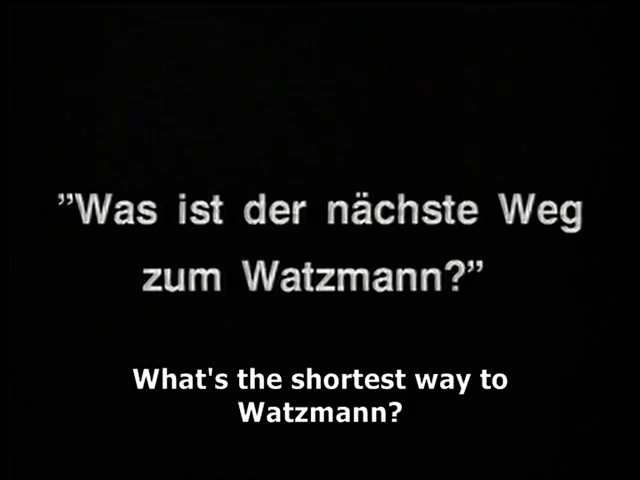 ”Was ist der nächste Weg
zum Watzmann?”
What's the shortest way to
Watzmann?